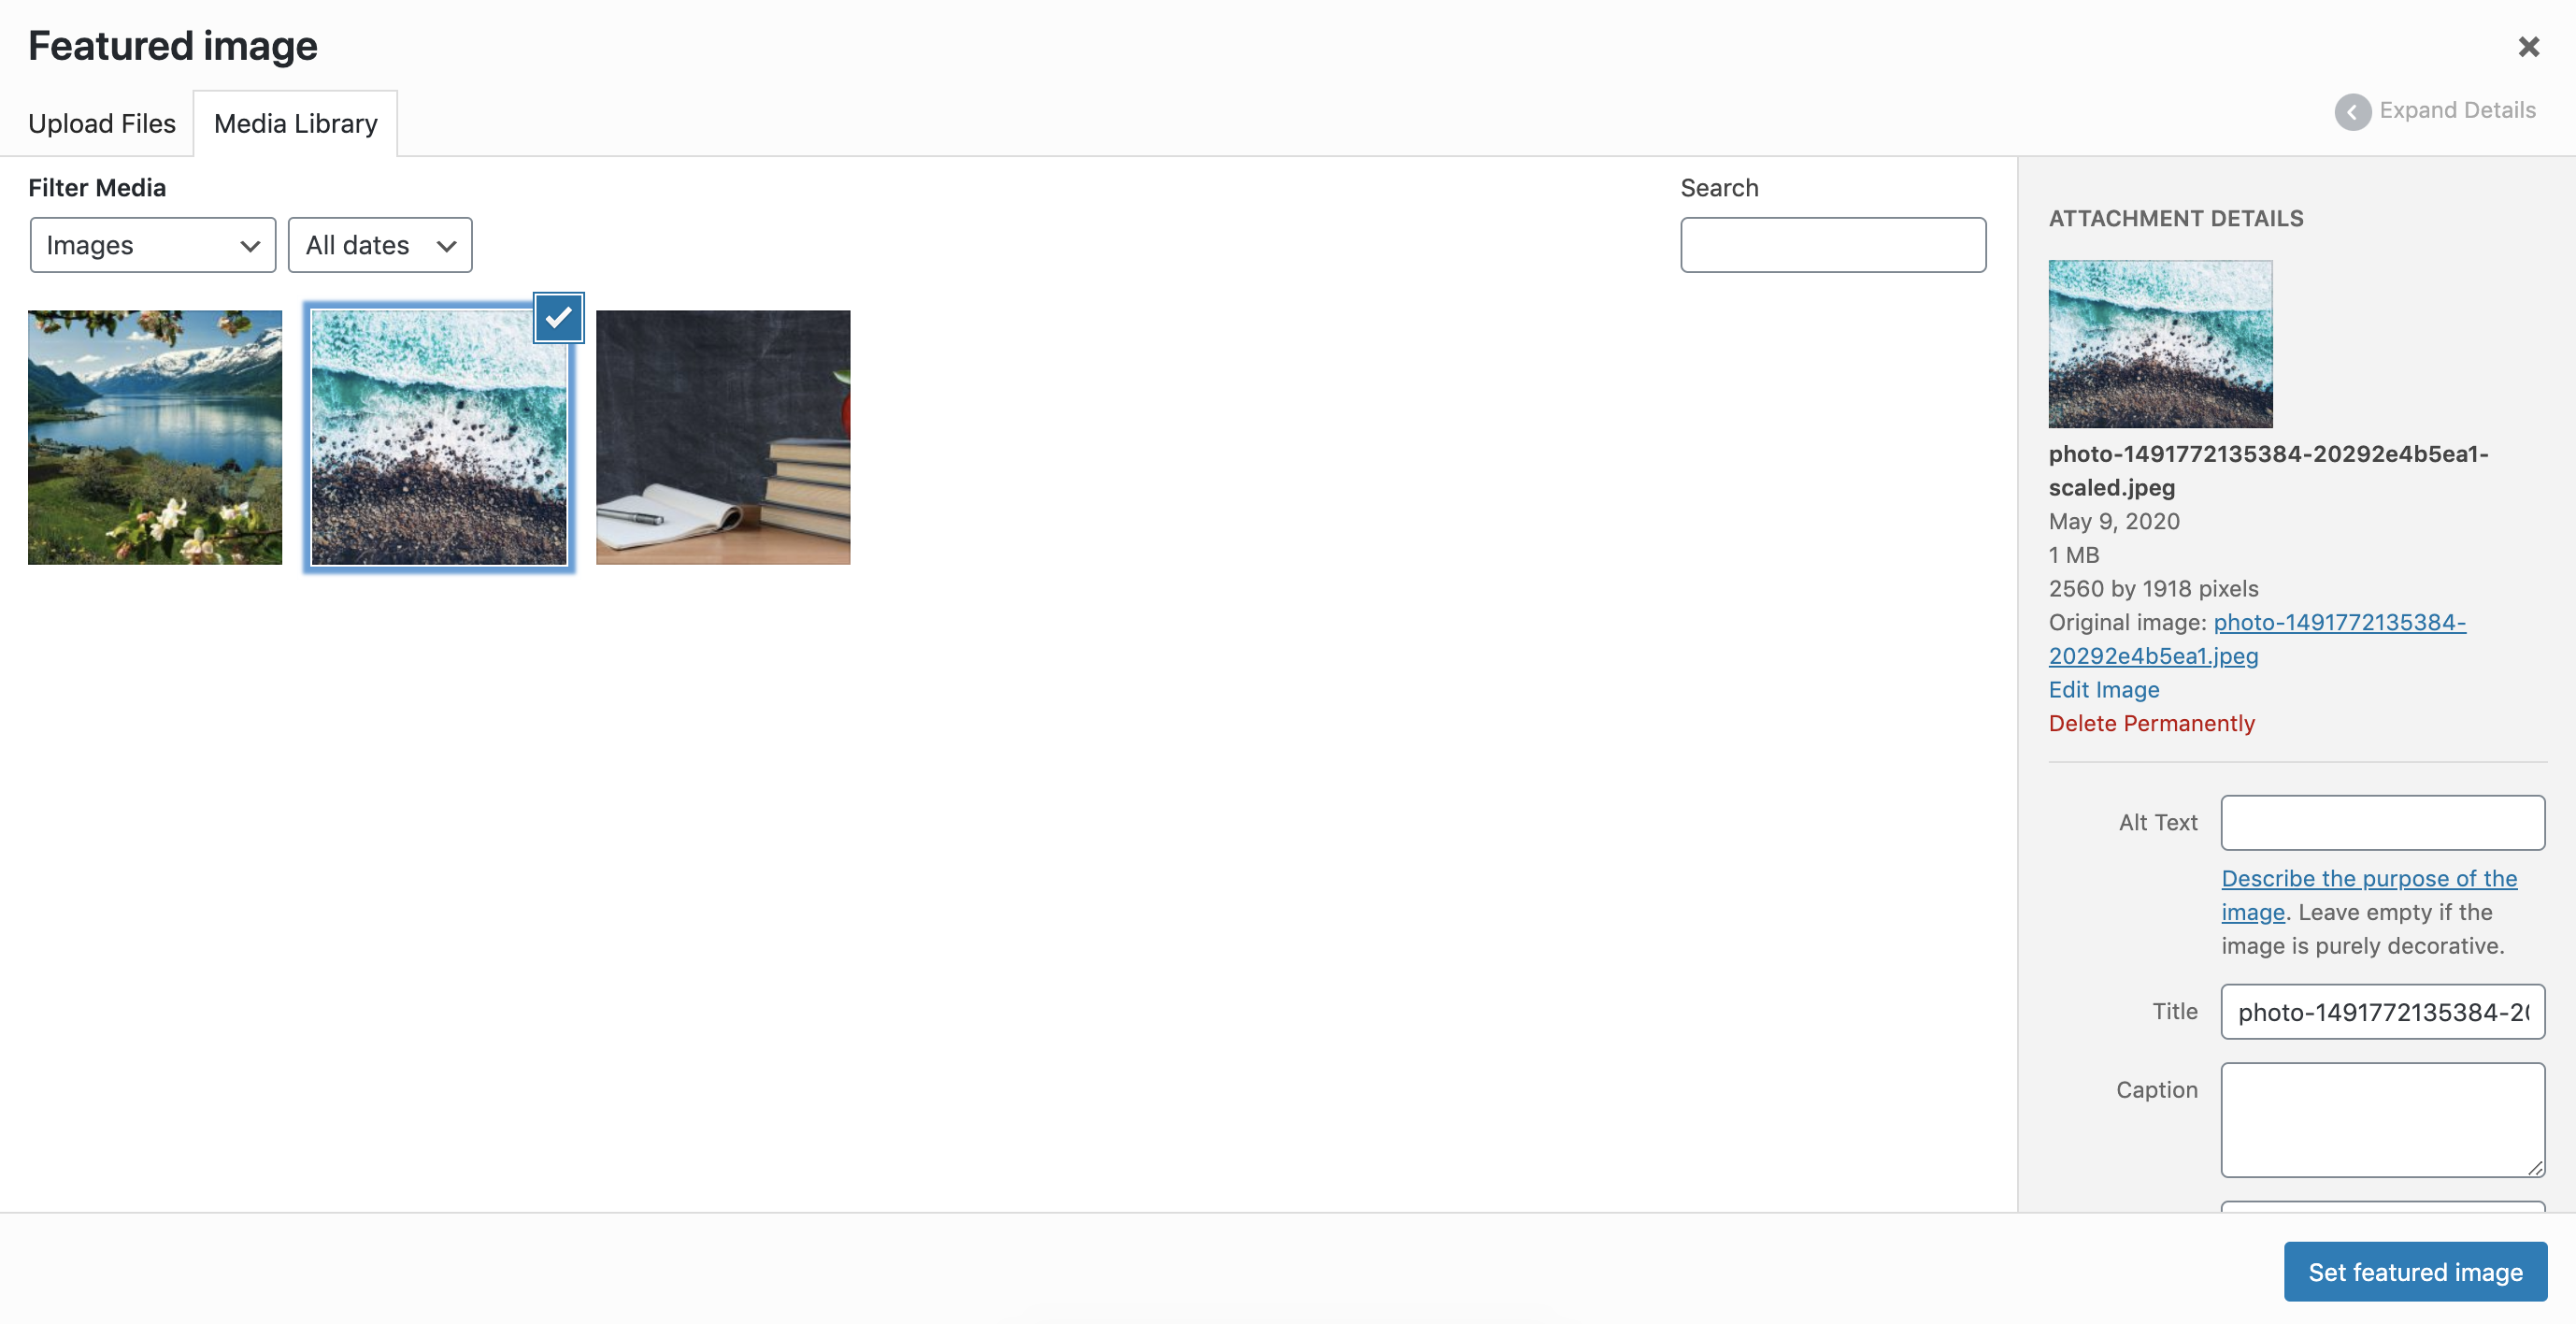 Featured image
Upload Files
Media Library
Expand Details
Filter Media
Images
All dates
Search
ATTACHMENT DETAILS
photo-1491772135384-20292e4b5ea1-
scaled.jpeg
May 9, 2020
1 MB
2560 by 1918 pixels
Original image: photo-1491772135384-
20292e4b5ea1.jpeg
Edit Image
Delete Permanently
Alt Text
Describe the purpose of the
image. Leave empty if the
image is purely decorative.
Title
photo-1491772135384-20
Caption
Set featured image